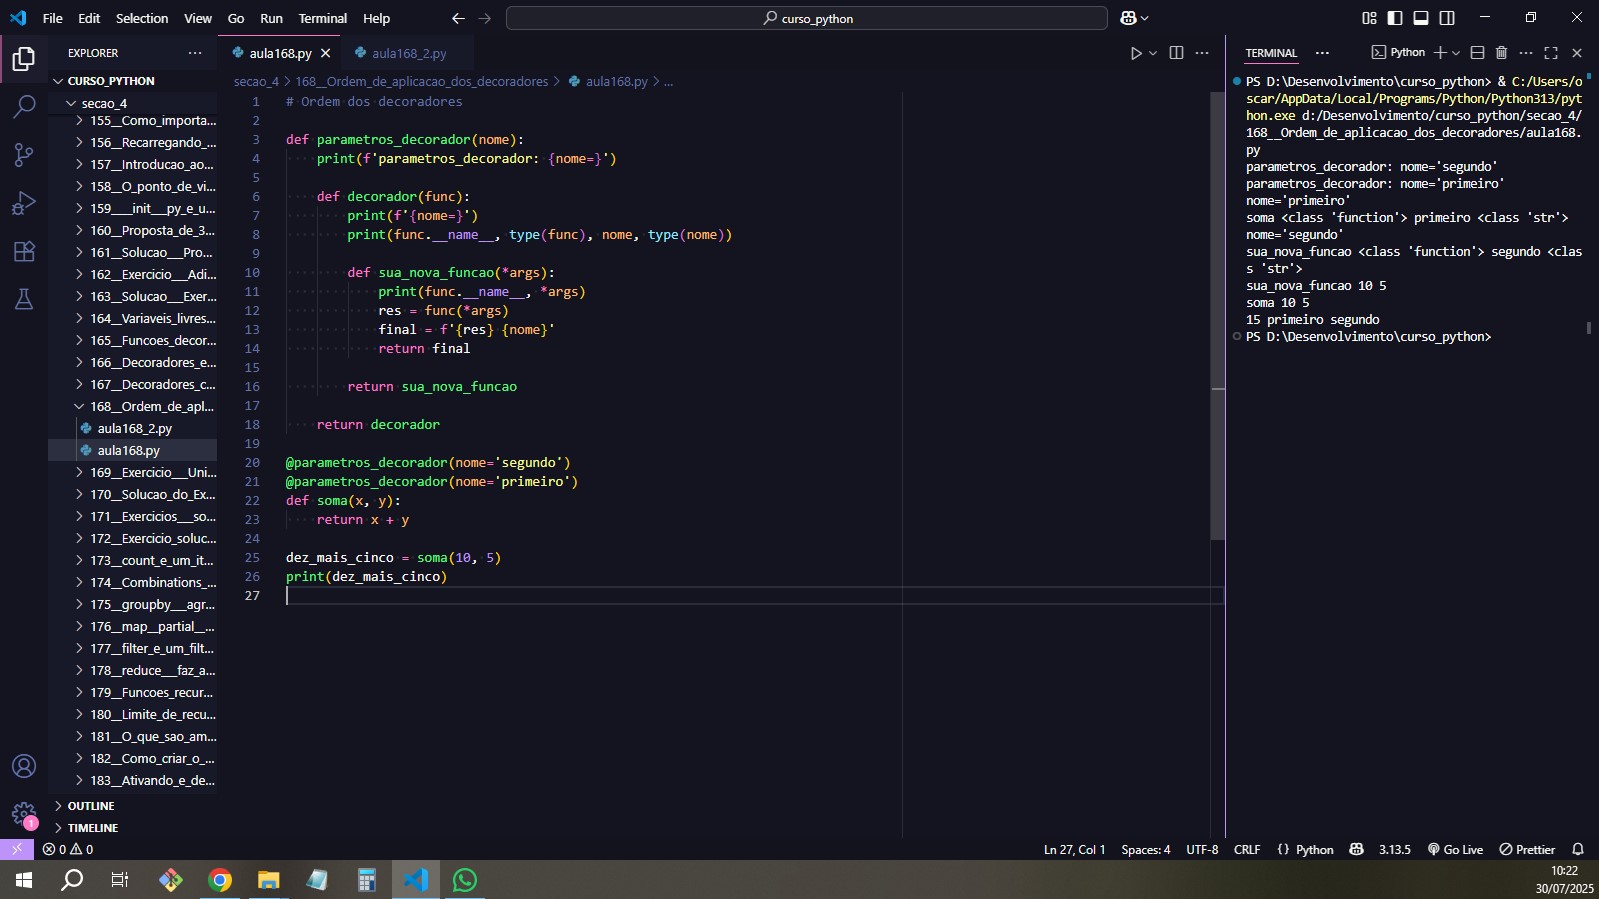 File Edit Selection View Go Run Terminal Help
curso_python
EXPLORER
CURSO_PYTHON
secao_4
155__Como_importa...
156__Recarregando_...
157__Introducao_ao...
158__O_ponto_de_vi...
159___init__py_e_u...
160__Proposta_de_3...
161__Solucao__Pro...
162__Exercicio__Adi...
163__Solucao__Exer...
164__Variaveis_livres...
165__Funcoes_decor...
166__Decoradores_e...
167__Decoradores_c...
168__Ordem_de_apl...
aula168_2.py
aula168.py
169__Exercicio__Uni...
170__Solucao_do_Ex...
171__Exercicios__so...
172__Exercicio_soluc...
173__count_e_um_it...
174__Combinations_...
175__groupby__agr...
176__map__partial_...
177__filter_e_um_filt...
178__reduce__faz_a...
179__Funcoes_recur...
180__Limite_de_recu...
181__O_que_sao_am...
182__Como_criar_o_...
183__Ativando_e_de...
OUTLINE
TIMELINE
aula168.py aula168_2.py
secao_4 > 168__Ordem_de_aplicacao_dos_decoradores > aula168.py > ...
1 # Ordem dos decoradores
2
3 def parametros_decorador(nome):
4     print(f'parametros_decorador: {nome=}')
5
6     def decorador(func):
7         print(f'{nome=}')
8         print(func.__name__, type(func), nome, type(nome))
9
10         def sua_nova_funcao(*args):
11             print(func.__name__, *args)
12             res = func(*args)
13             final = f'{res} {nome}'
14             return final
15
16         return sua_nova_funcao
17
18     return decorador
19
20 @parametros_decorador(nome='segundo')
21 @parametros_decorador(nome='primeiro')
22 def soma(x, y):
23     return x + y
24
25 dez_mais_cinco = soma(10, 5)
26 print(dez_mais_cinco)
27
TERMINAL
Python
PS D:\Desenvolvimento\curso_python> & C:/Users/o
scar/AppData/Local/Programs/Python/Python313/pyt
hon.exe d:/Desenvolvimento/curso_python/secao_4/
168__Ordem_de_aplicacao_dos_decoradores/aula168.
py
parametros_decorador: nome='segundo'
parametros_decorador: nome='primeiro'
nome='primeiro'
soma <class 'function'> primeiro <class 'str'>
nome='segundo'
sua_nova_funcao <class 'function'> segundo <clas
s 'str'>
sua_nova_funcao 10 5
soma 10 5
15 primeiro segundo
PS D:\Desenvolvimento\curso_python>
1
0 0
Ln 27, Col 1 Spaces: 4 UTF-8 CRLF {} Python 3.13.5 Go Live Prettier
10:22
30/07/2025